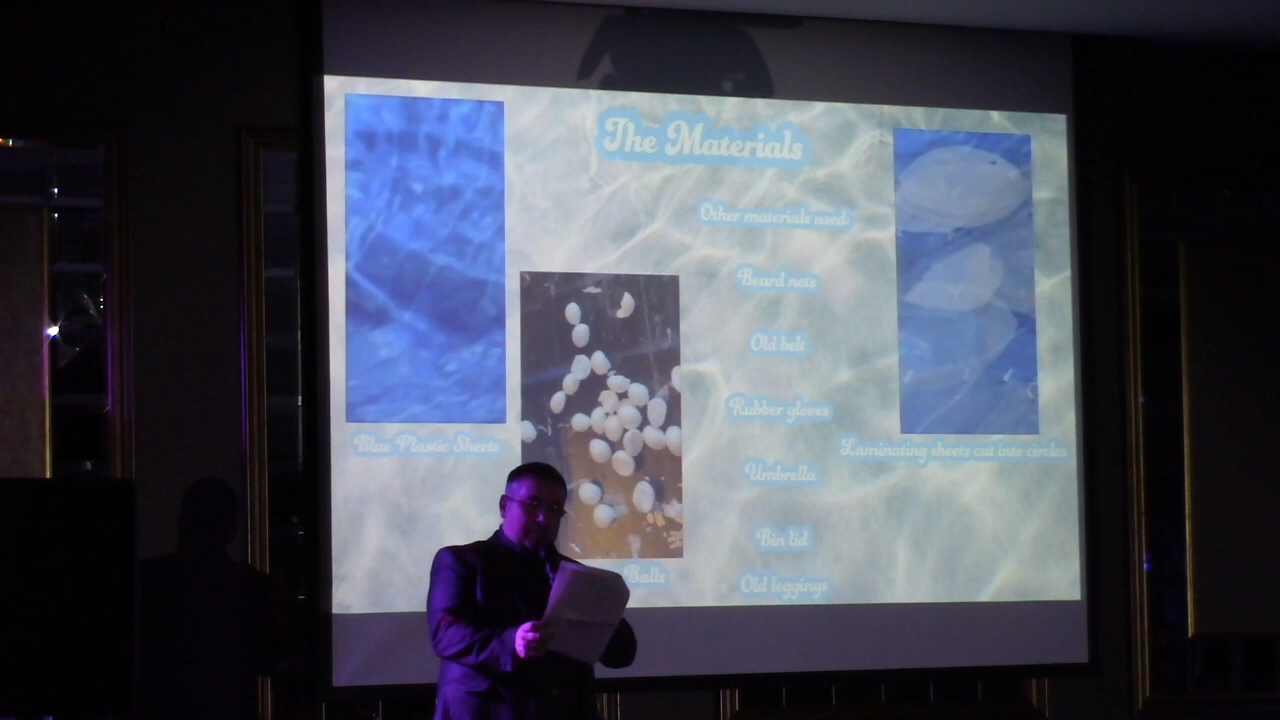 The Materials
Other materials used
Beard nets
Old belt
Rubber gloves
Umbrella
Bin lid
Old leggings
Blue Plastic Sheets
Balls
Laminating sheets cut into circles